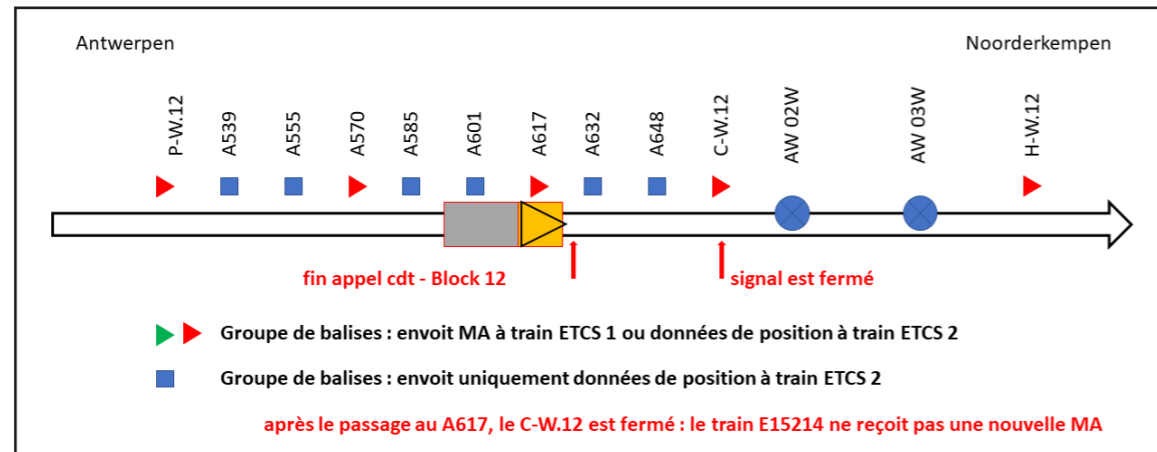 Antwerpen
Noorderkempen
P-W.12
A539
A555
A570
A585
A601
A617
A632
A648
C-W.12
AW 02W
AW 03W
H-W.12
fin appel cdt - Block 12
signal est fermé
Groupe de balises : envoit MA à train ETCS 1 ou données de position à train ETCS 2
Groupe de balises : envoit uniquement données de position à train ETCS 2
après le passage au A617, le C-W.12 est fermé : le train E15214 ne reçoit pas une nouvelle MA